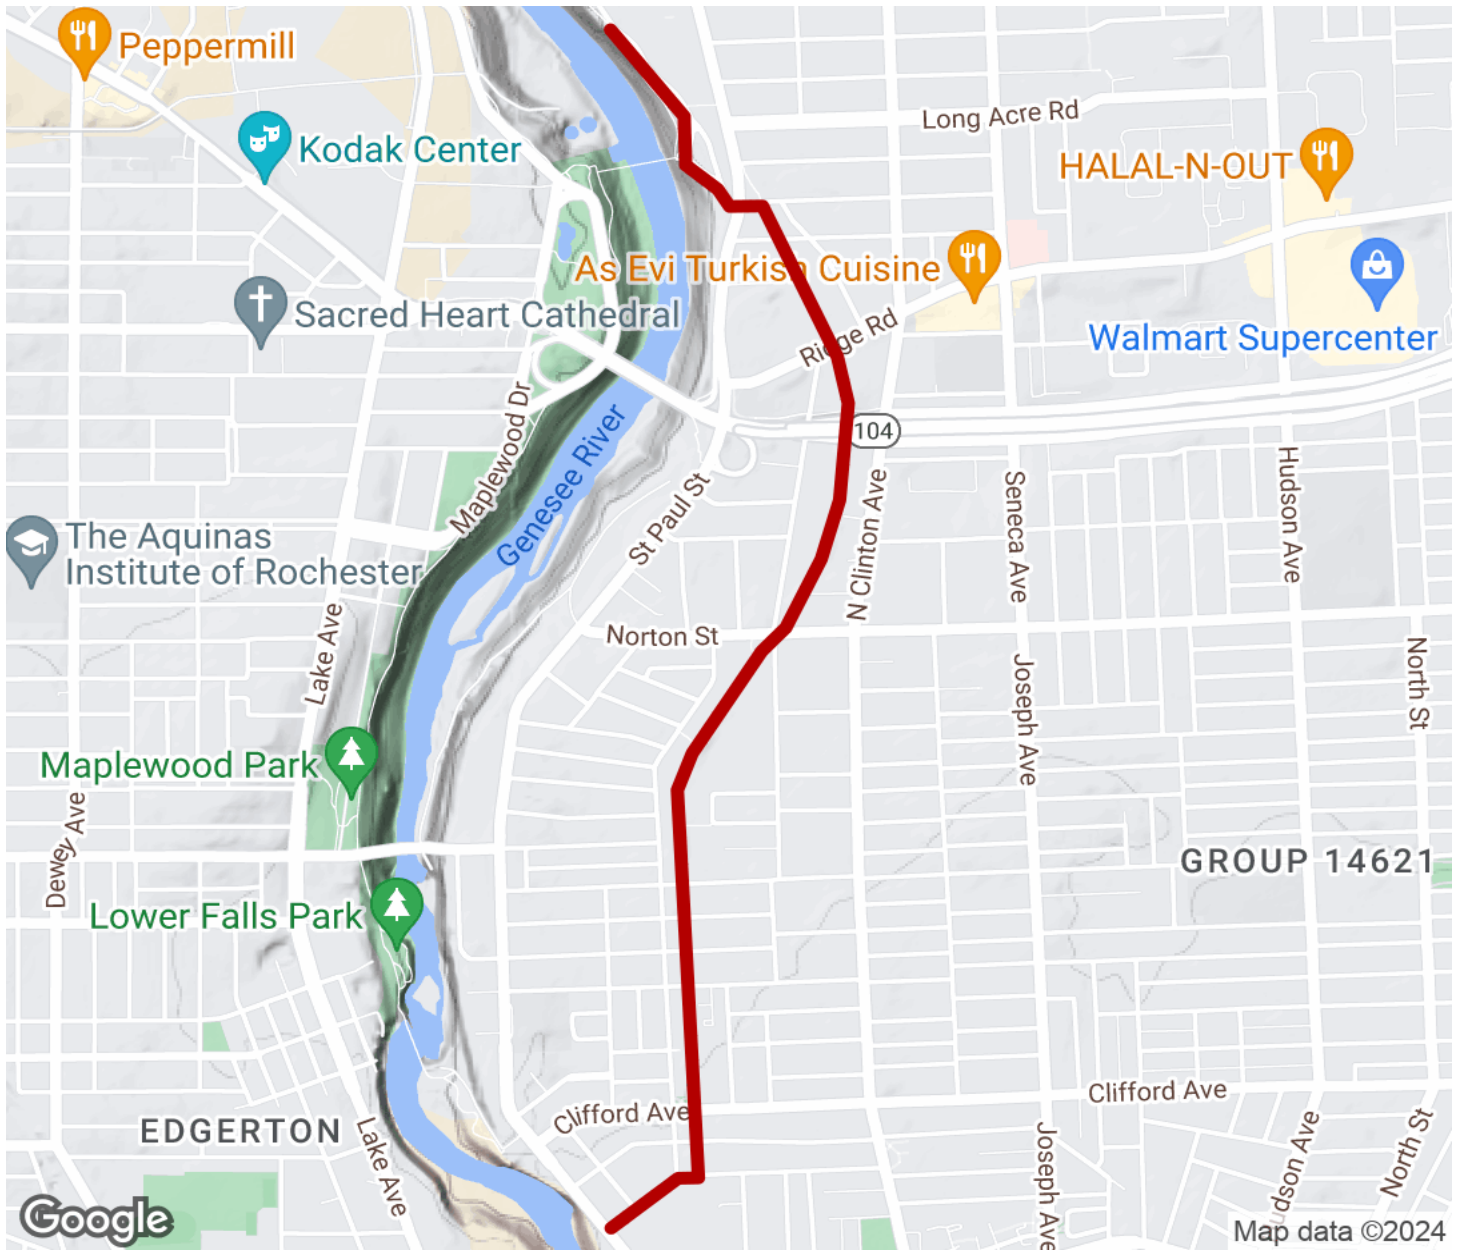 Peppermill
Long Acre Rd
Kodak Center
HALAL-N-OUT
As Evi Turkish Cuisine
Sacred Heart Cathedral
Ridge Rd
Walmart Supercenter
Maplewood Dr
Genesee River
104
St Paul St
N Clinton Ave
Seneca Ave
Hudson Ave
The Aquinas
Institute of Rochester
Lake Ave
Norton St
Joseph Ave
North St
Maplewood Park
Dewey Ave
GROUP 14621
Lower Falls Park
Clifford Ave
Clifford Ave
EDGERTON
Lake Ave
Joseph Ave
udson Ave
North St
Google
Map data ©2024